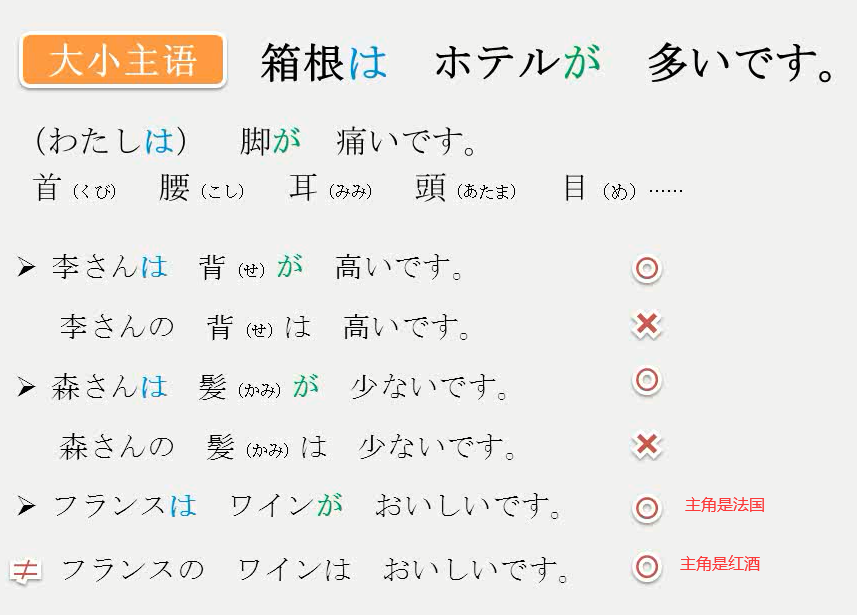 大小主语 箱根は ホテルが 多いです。
（わたしは） 脚が 痛いです。
首（くび） 腰（こし） 耳（みみ） 頭（あたま） 目（め）……
➢ 李さんは 背（せ）が 高いです。 ◎
李さんの 背（せ）は 高いです。 ×
➢ 森さんは 髪（かみ）が 少ないです。 ◎
森さんの 髪（かみ）は 少ないです。 ×
➢ フランスは ワインが おいしいです。 ◎ 主角是法国
≠ フランスの ワインは おいしいです。 ◎ 主角是红酒